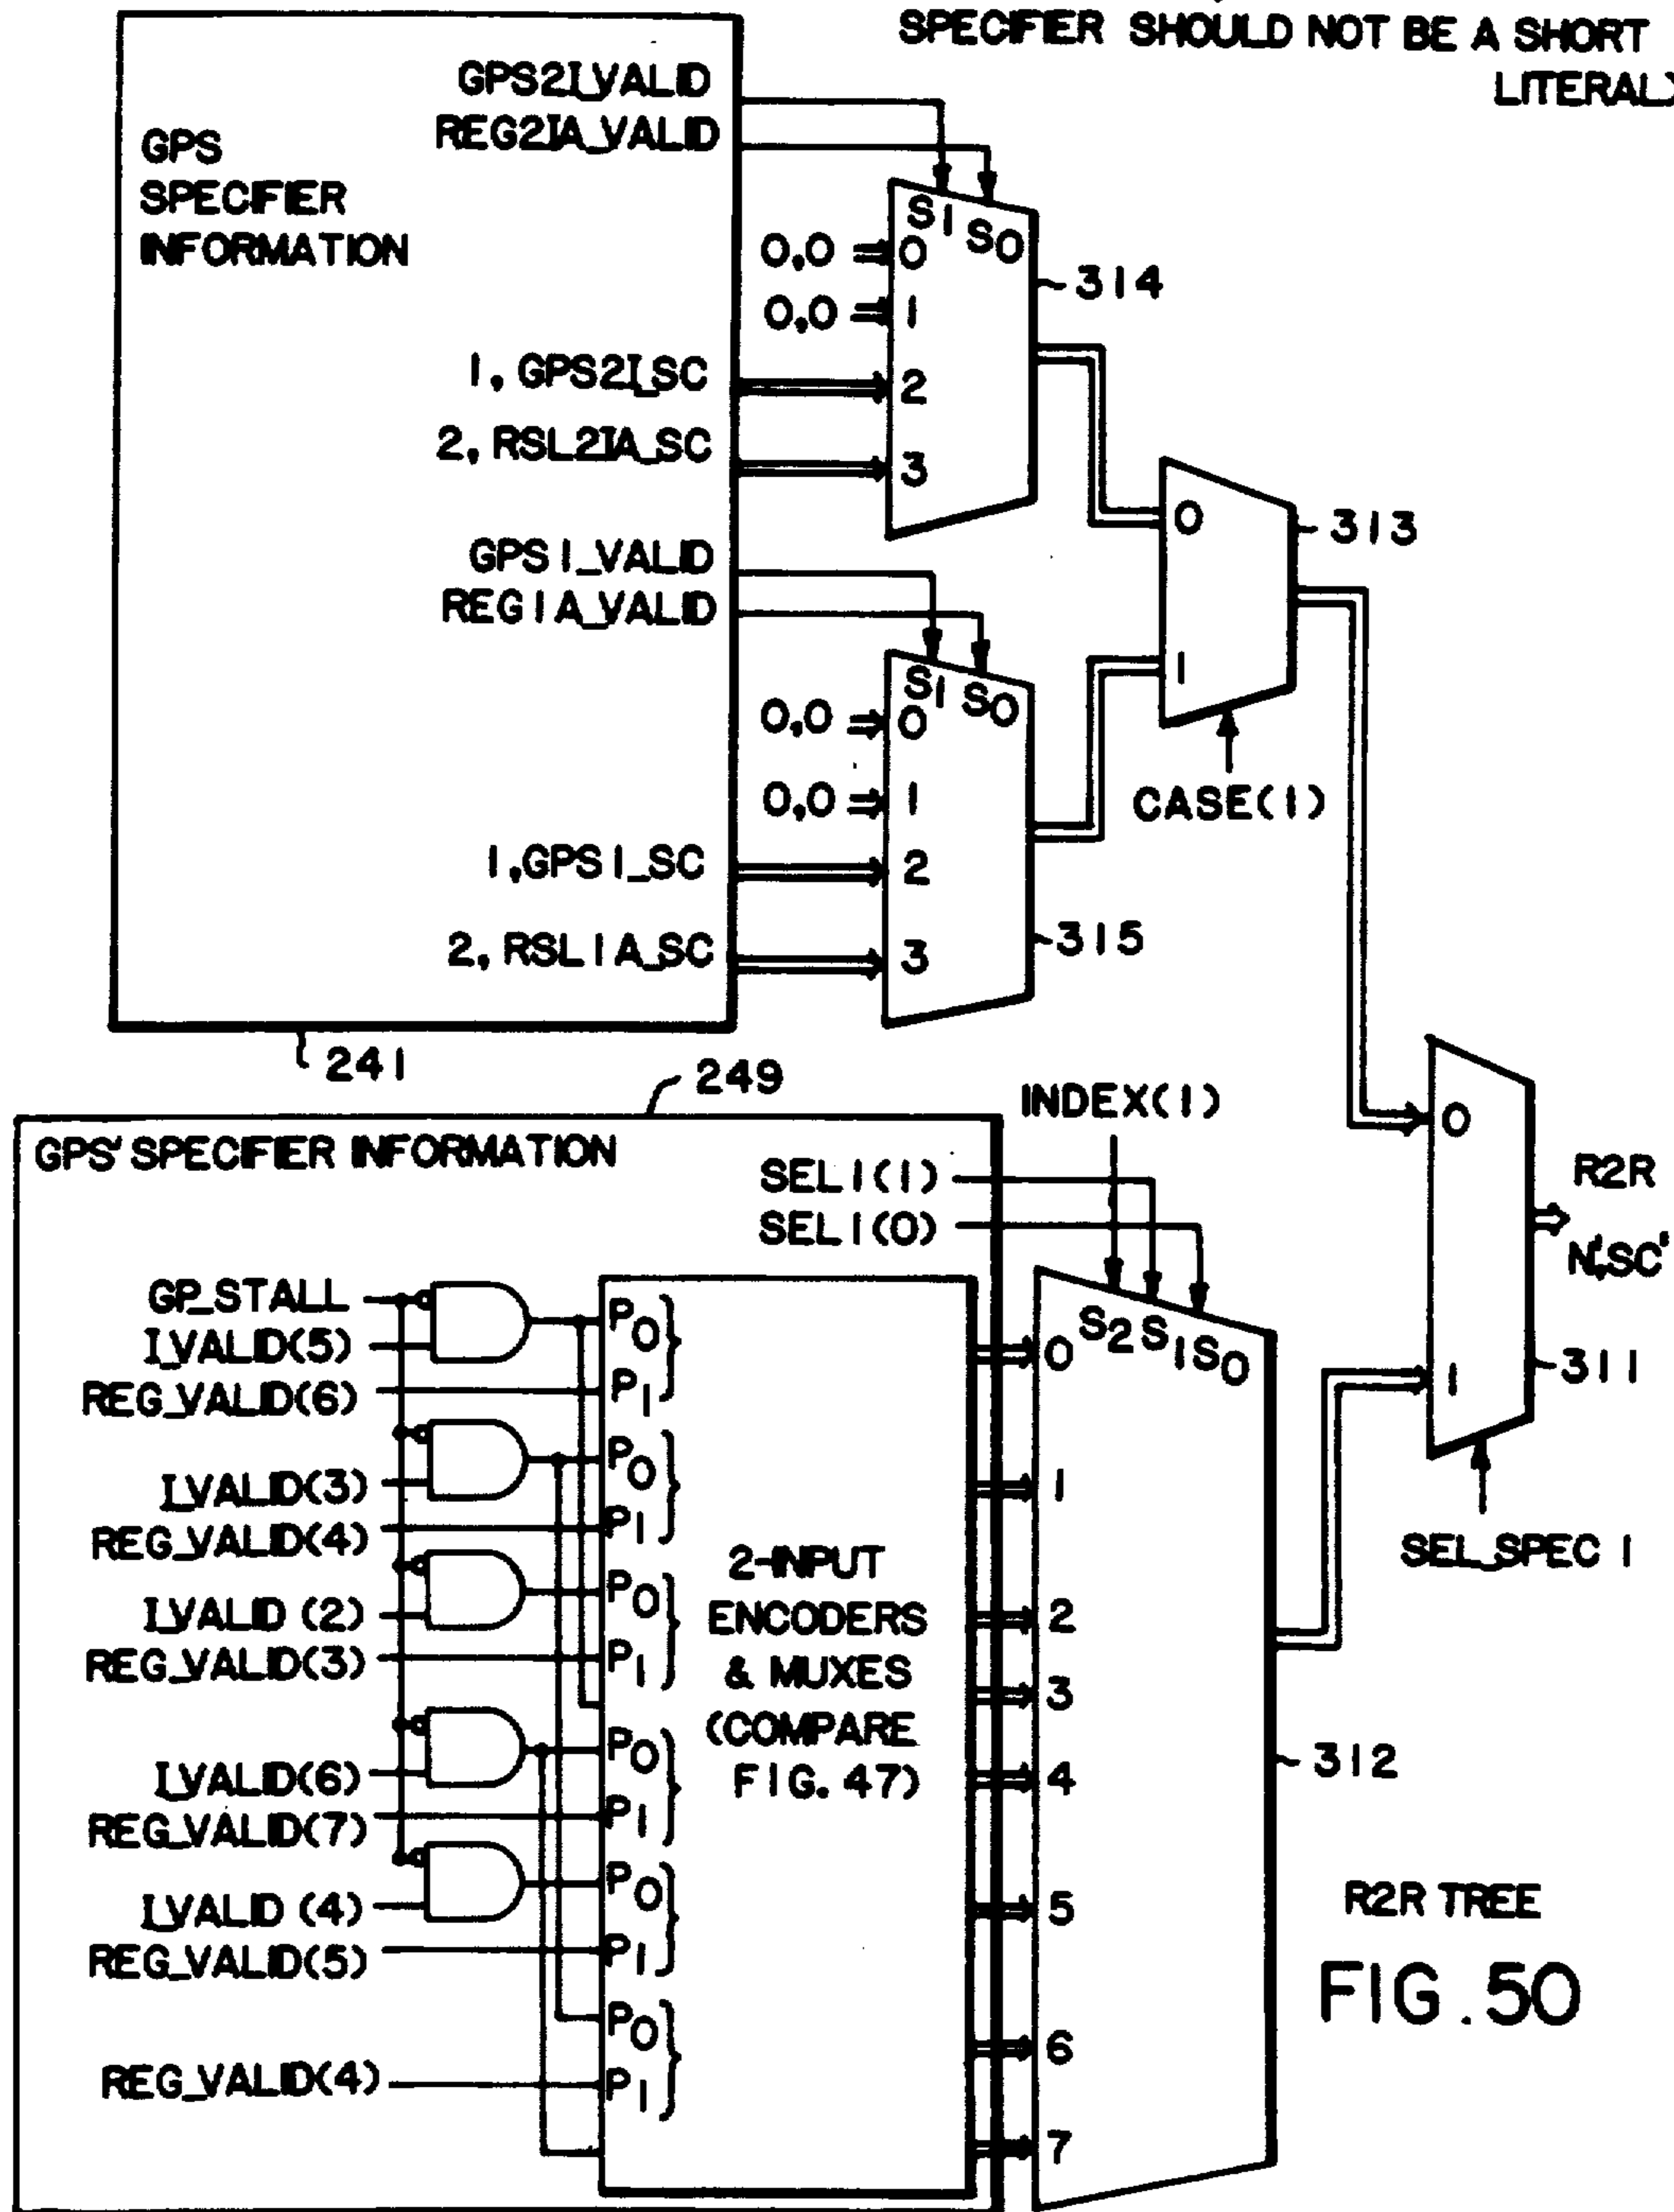 SPECIFIER SHOULD NOT BE A SHORT
LITERAL)
GPS
SPECIFIER
INFORMATION
GPS2I_VALID
REG2IA_VALID
S1 S0
0,0 0
0,0 1
1, GPS2I_SC 2
2, RSL2IA_SC 3
314
GPS1_VALID
REG1A_VALID
S1 S0
0,0 0
0,0 1
1,GPS1_SC 2
2, RSL1A_SC 3
315
0
1
313
CASE(1)
241
249
INDEX(1)
GPS' SPECIFIER INFORMATION
SEL1(1)
SEL1(0)
S2 S1 S0
GP_STALL
I_VALID(5)
REG_VALID(6)
I_VALID(3)
REG_VALID(4)
I_VALID (2)
REG_VALID(3)
I_VALID(6)
REG_VALID(7)
I_VALID (4)
REG_VALID(5)
REG_VALID(4)
P0
P1
P0
P1
P0
P1
P0
P1
P0
P1
P0
P1
2-INPUT
ENCODERS
& MUXES
(COMPARE
FIG. 47)
0
1
2
3
4
5
6
7
312
0
1
311
SEL_SPEC 1
R2R
N',SC'
R2R TREE
FIG. 50